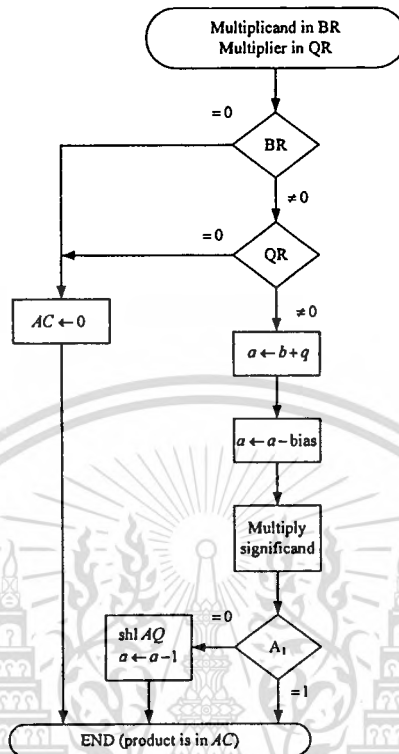 Multiplicand in BR
Multiplier in QR
= 0
BR
≠ 0
= 0
QR
≠ 0
AC ← 0
a ← b + q
a ← a − bias
Multiply
significand
= 0
shl AQ
a ← a − 1
A₁
= 1
END (product is in AC)